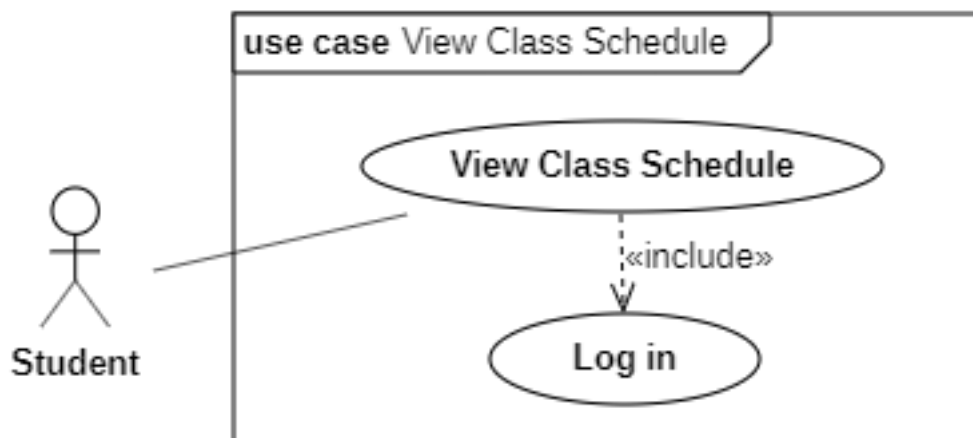 use case View Class Schedule
View Class Schedule
«include»
Log in
Student